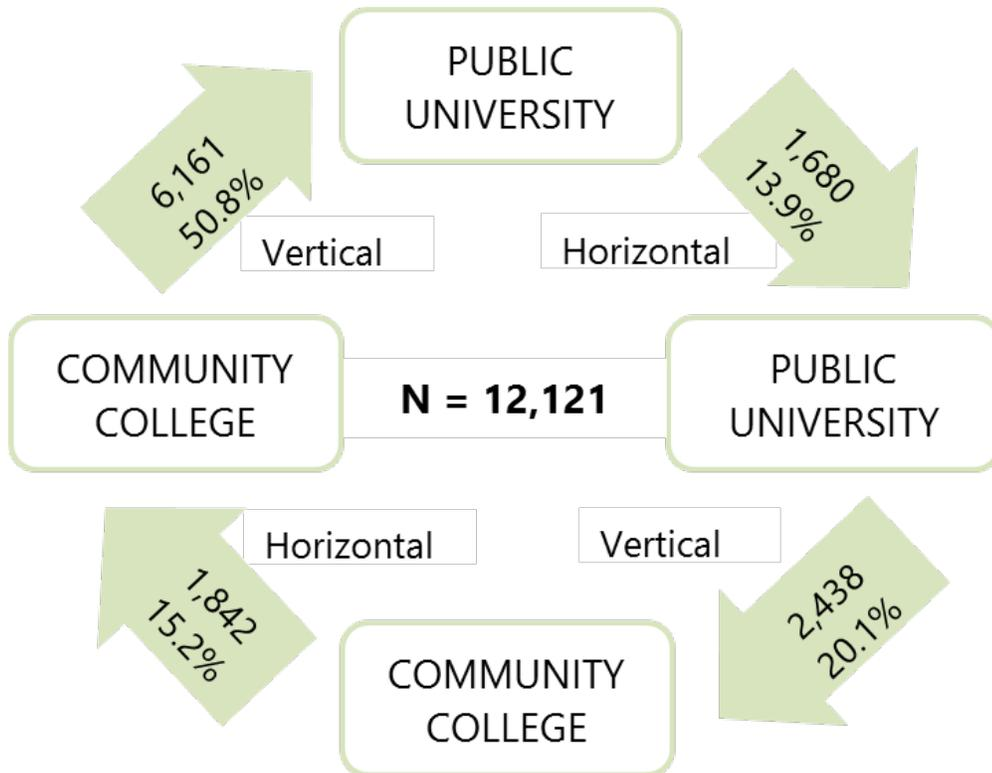 PUBLIC
UNIVERSITY
6,161
50.8%
1,680
13.9%
Vertical
Horizontal
COMMUNITY
COLLEGE
N = 12,121
PUBLIC
UNIVERSITY
Horizontal
Vertical
1,842
15.2%
2,438
20.1%
COMMUNITY
COLLEGE